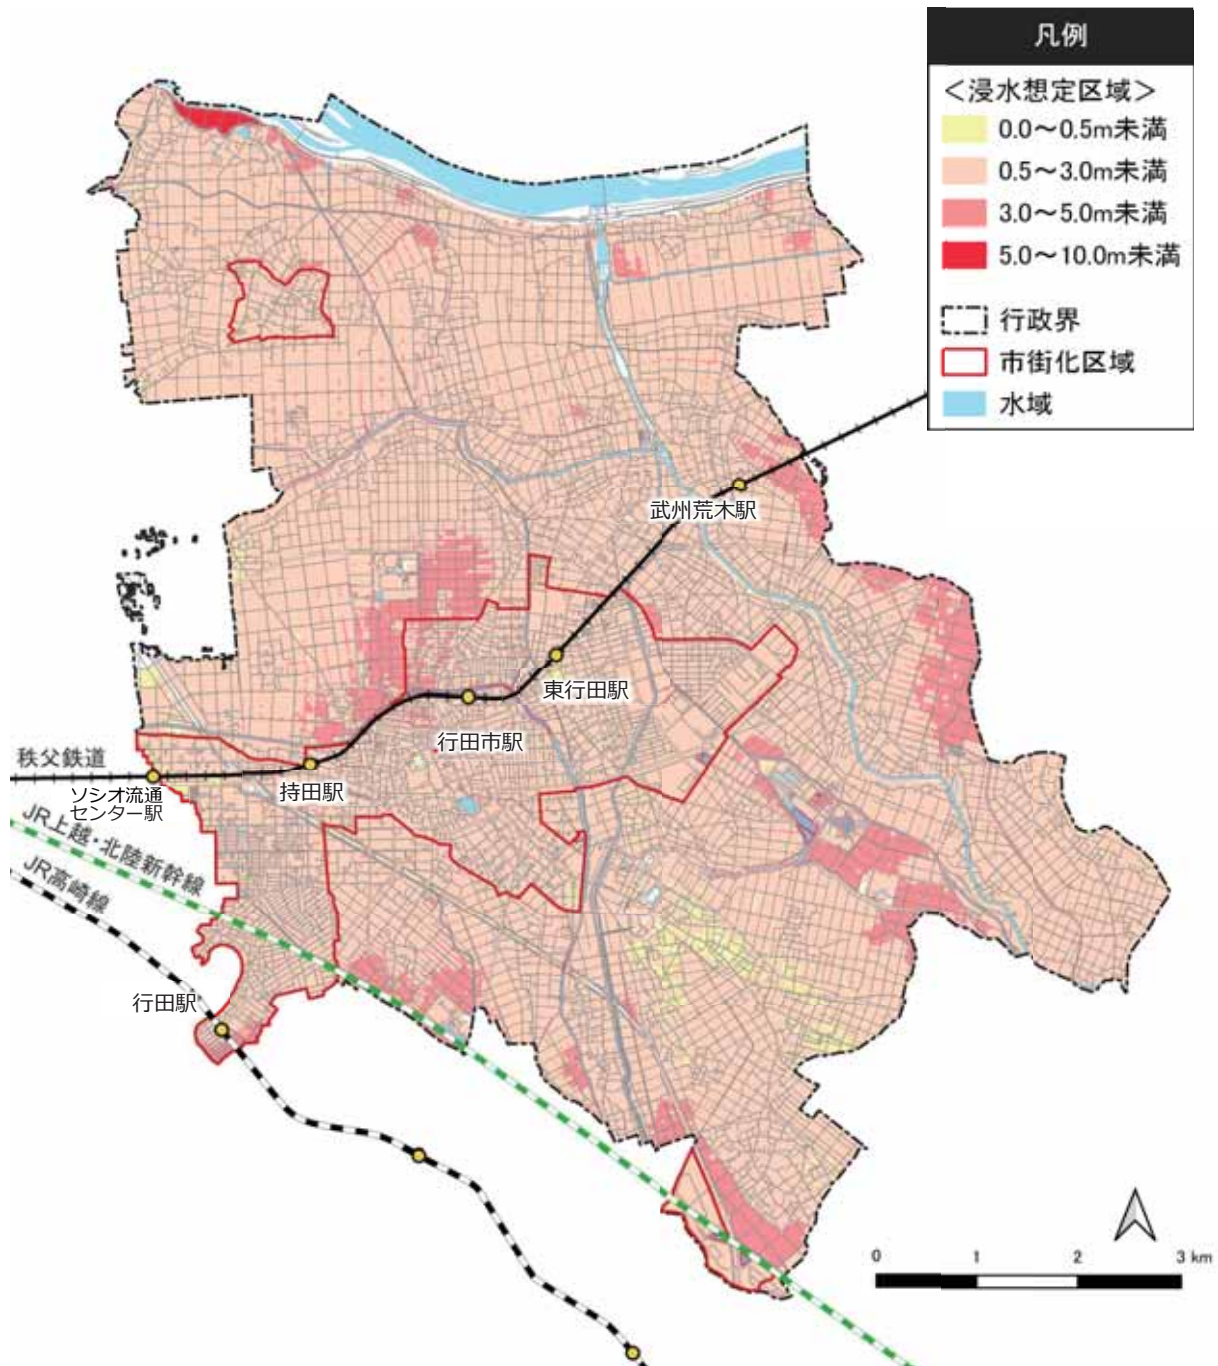 凡例
＜浸水想定区域＞
0.0～0.5m未満
0.5～3.0m未満
3.0～5.0m未満
5.0～10.0m未満
行政界
市街化区域
水域
武州荒木駅
東行田駅
行田市駅
秩父鉄道
持田駅
ソシオ流通
センター駅
JR上越・北陸新幹線
JR高崎線
行田駅
0 1 2 3 km